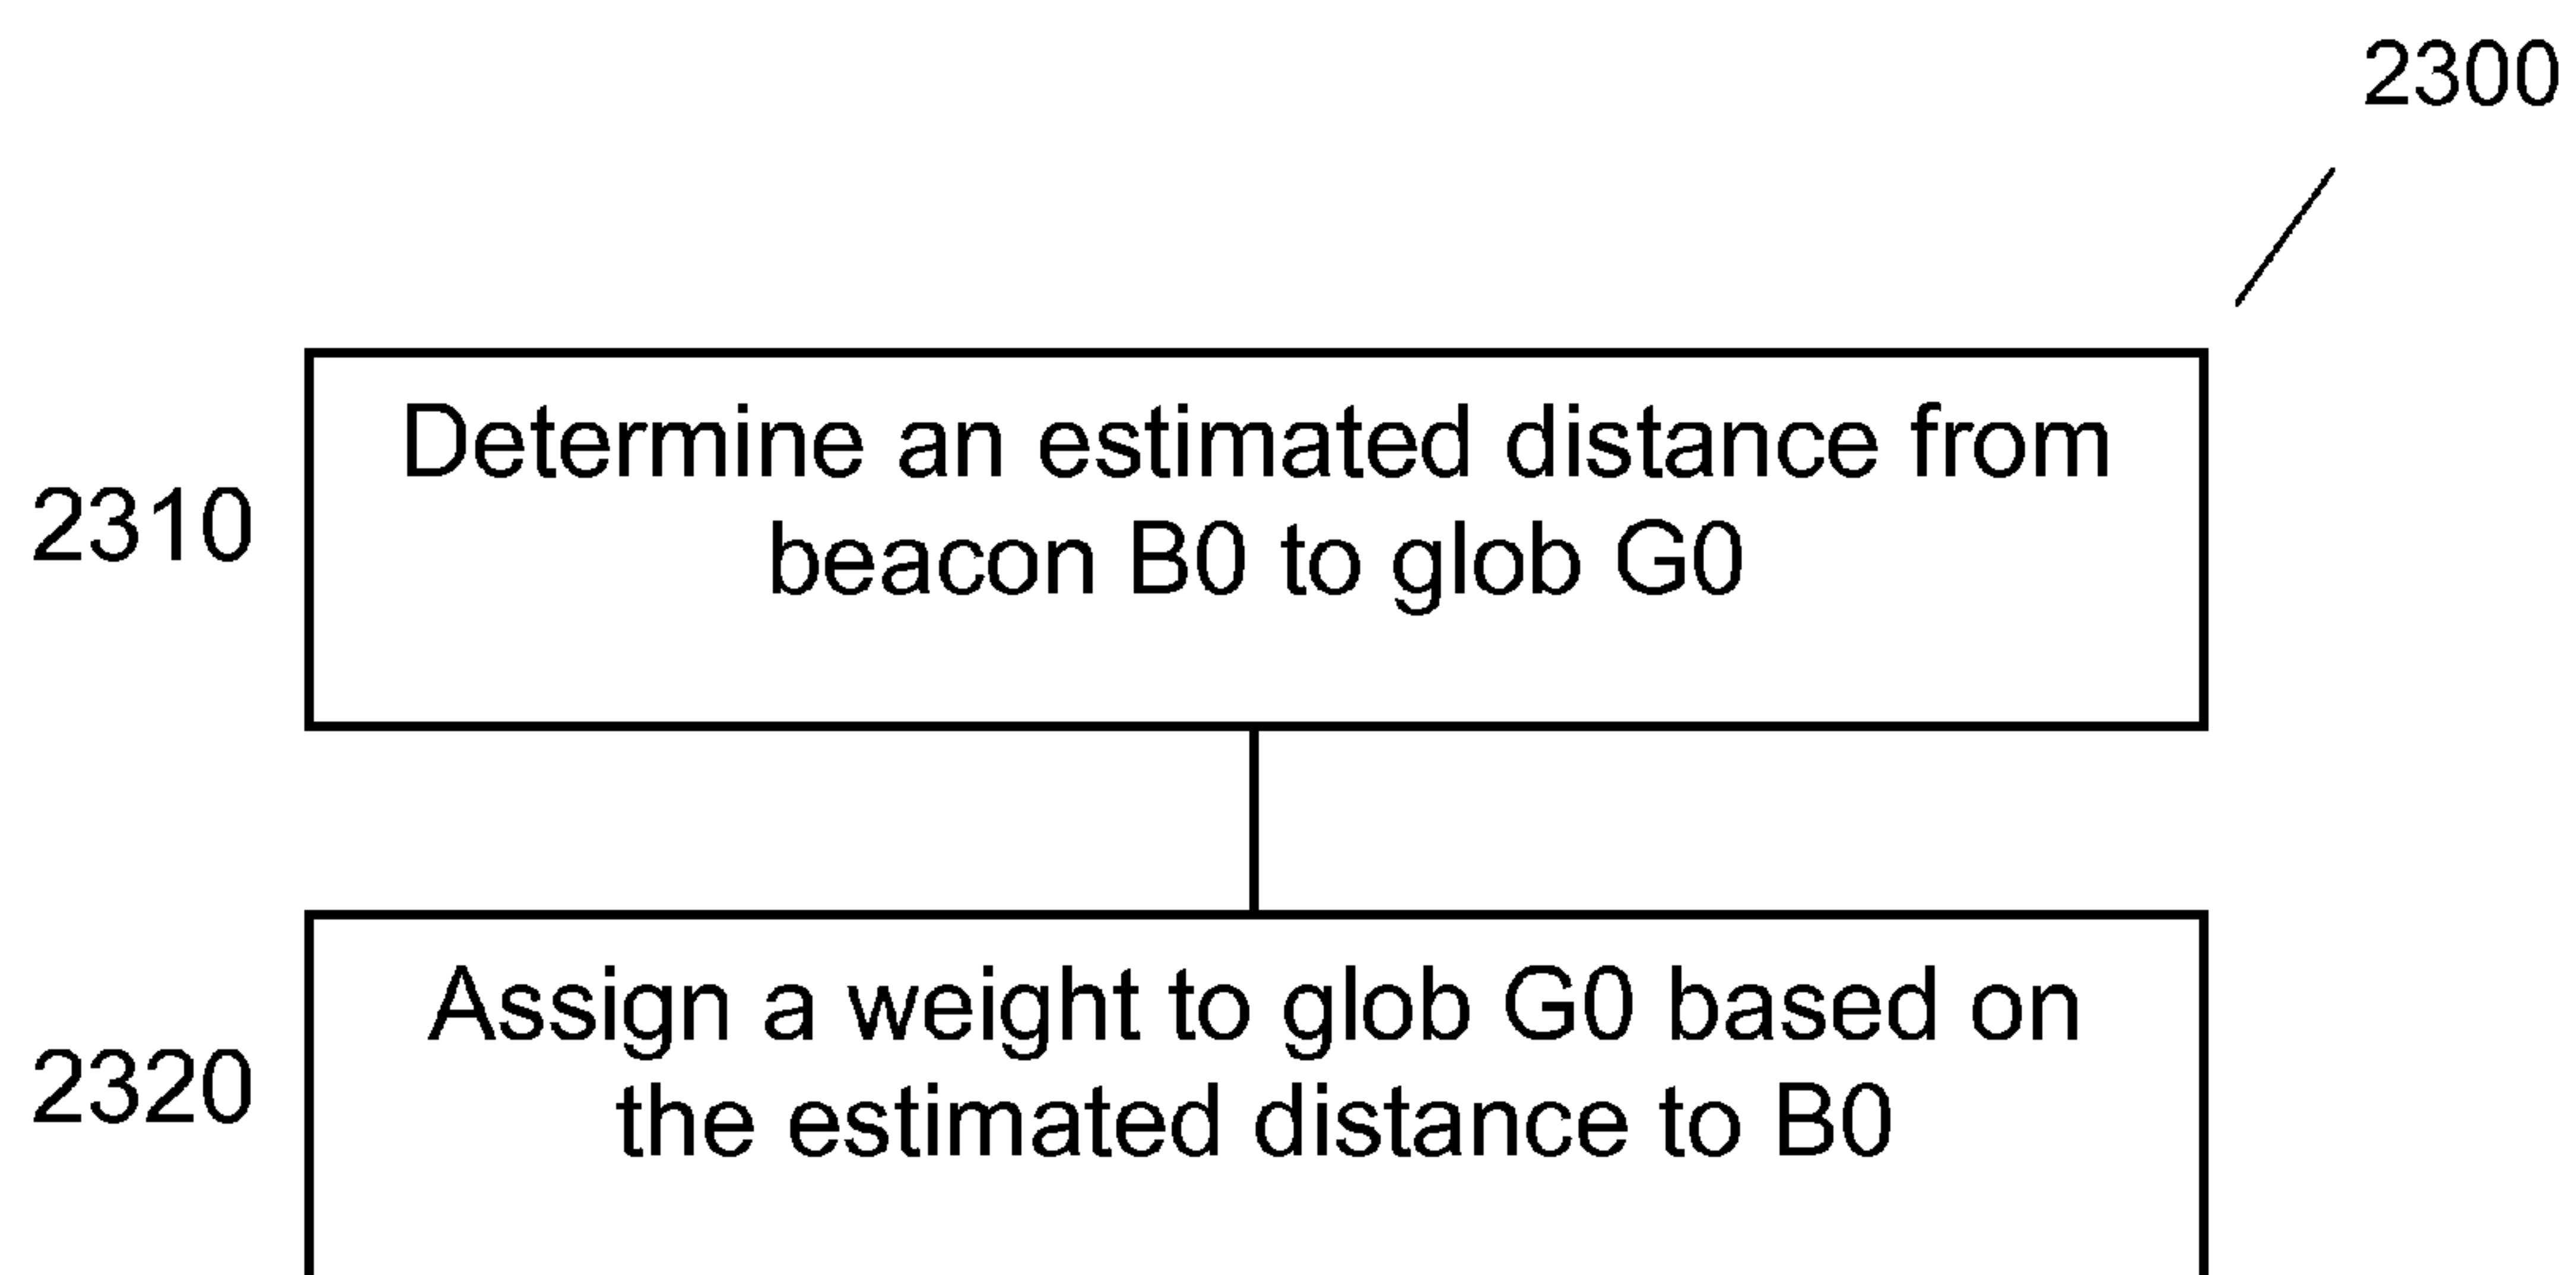 2300
2310
Determine an estimated distance from
beacon B0 to glob G0
2320
Assign a weight to glob G0 based on
the estimated distance to B0